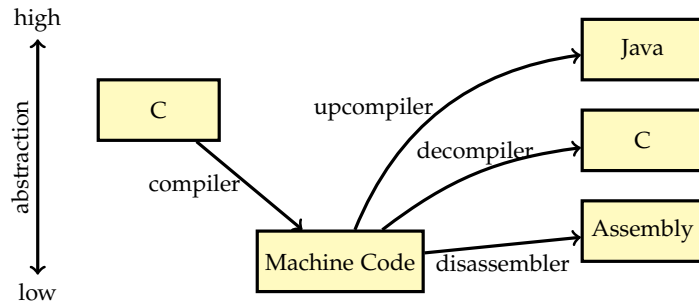 high
Java
C
upcompiler
C
decompiler
abstraction
compiler
Assembly
Machine Code
disassembler
low